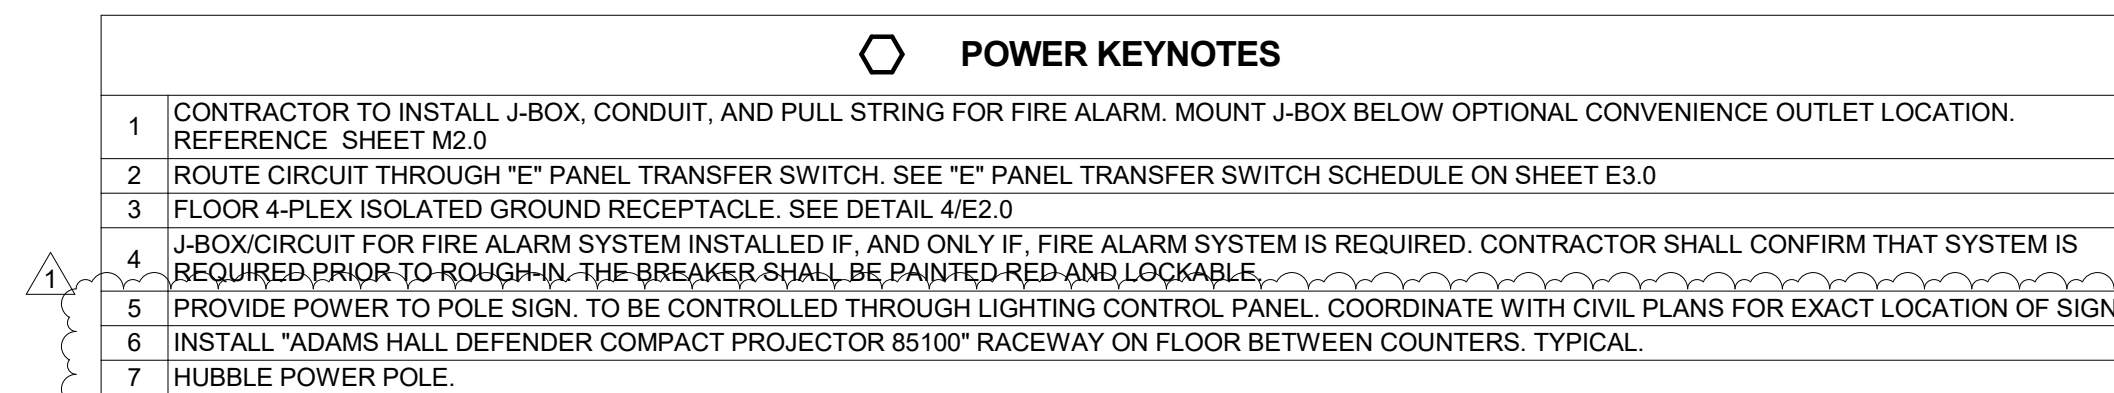 POWER KEYNOTES
1 CONTRACTOR TO INSTALL J-BOX, CONDUIT, AND PULL STRING FOR FIRE ALARM. MOUNT J-BOX BELOW OPTIONAL CONVENIENCE OUTLET LOCATION.
REFERENCE SHEET M2.0
2 ROUTE CIRCUIT THROUGH "E" PANEL TRANSFER SWITCH. SEE "E" PANEL TRANSFER SWITCH SCHEDULE ON SHEET E3.0
3 FLOOR 4-PLEX ISOLATED GROUND RECEPTACLE. SEE DETAIL 4/E2.0
4 J-BOX/CIRCUIT FOR FIRE ALARM SYSTEM INSTALLED IF, AND ONLY IF, FIRE ALARM SYSTEM IS REQUIRED. CONTRACTOR SHALL CONFIRM THAT SYSTEM IS
REQUIRED PRIOR TO ROUGH-IN. THE BREAKER SHALL BE PAINTED RED AND LOCKABLE.
1
5 PROVIDE POWER TO POLE SIGN. TO BE CONTROLLED THROUGH LIGHTING CONTROL PANEL. COORDINATE WITH CIVIL PLANS FOR EXACT LOCATION OF SIGN
6 INSTALL "ADAMS HALL DEFENDER COMPACT PROJECTOR 85100" RACEWAY ON FLOOR BETWEEN COUNTERS. TYPICAL.
7 HUBBLE POWER POLE.